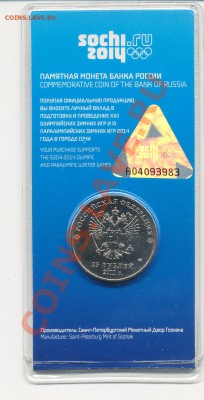 COINS.LAVE.RU
sochi.ru
2014
ПАМЯТНАЯ МОНЕТА БАНКА РОССИИ
COMMEMORATIVE COIN OF THE BANK OF RUSSIA
ПОКУПАЯ ОФИЦИАЛЬНУЮ ПРОДУКЦИЮ,
ВЫ ВНОСИТЕ ЛИЧНЫЙ ВКЛАД В
ПОДГОТОВКУ И ПРОВЕДЕНИЕ XXII
ОЛИМПИЙСКИХ ЗИМНИХ ИГР И XI
ПАРАЛИМПИЙСКИХ ЗИМНИХ ИГР 2014
ГОДА В ГОРОДЕ СОЧИ
YOUR PURCHASE SUPPORTS
THE SOCHI 2014 OLYMPIC
AND PARALYMPIC WINTER GAMES
sochi
2014
A04093983
РОССИЙСКАЯ ФЕДЕРАЦИЯ
25 РУБЛЕЙ
Производитель: Санкт-Петербургский Монетный Двор Гознака
Manufacturer: Saint-Petersburg Mint of Goznak